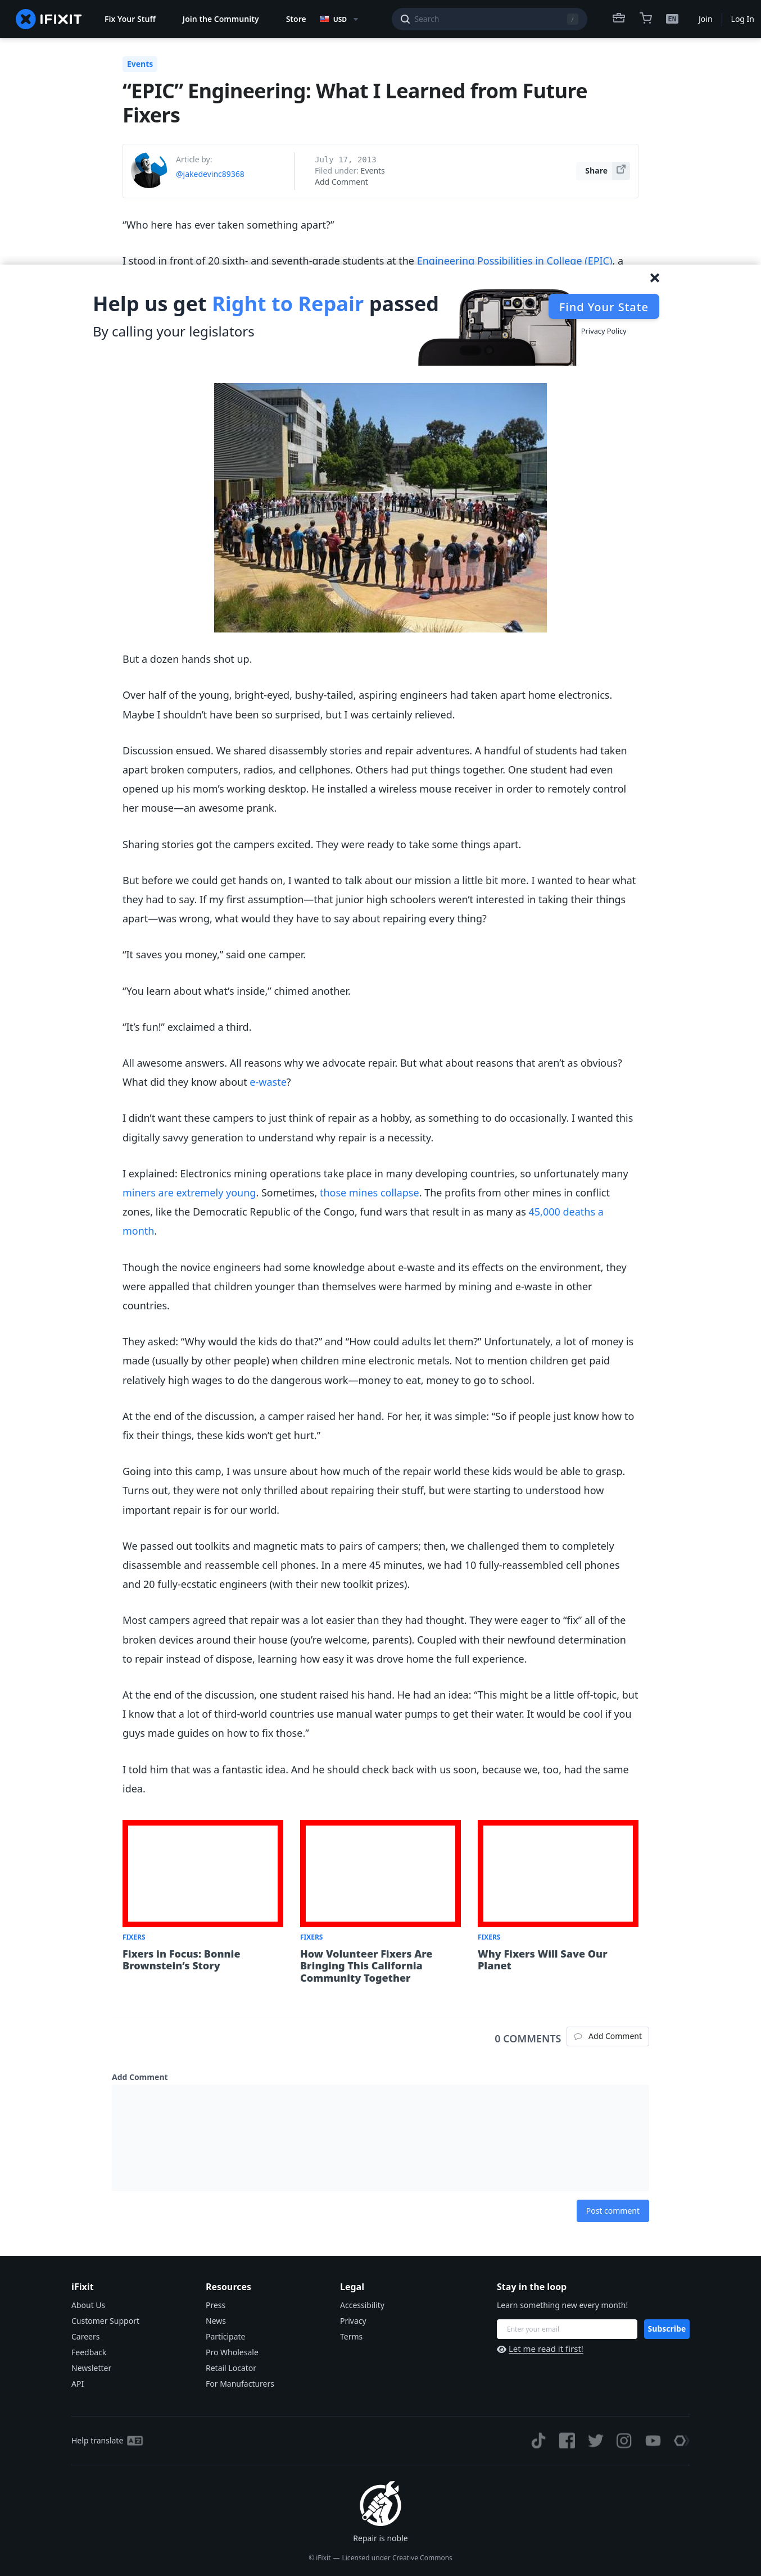 IFIXIT
Fix Your Stuff
Join the Community
Store
USD
Search
/
EN
Join
Log In
Events
“EPIC” Engineering: What I Learned from Future
Fixers
Article by:
@jakedevinc89368
July 17, 2013
Filed under: Events
Add Comment
Share
“Who here has ever taken something apart?”
I stood in front of 20 sixth- and seventh-grade students at the Engineering Possibilities in College (EPIC), a
Help us get Right to Repair passed
By calling your legislators
Find Your State
Privacy Policy
But a dozen hands shot up.
Over half of the young, bright-eyed, bushy-tailed, aspiring engineers had taken apart home electronics.
Maybe I shouldn’t have been so surprised, but I was certainly relieved.
Discussion ensued. We shared disassembly stories and repair adventures. A handful of students had taken
apart broken computers, radios, and cellphones. Others had put things together. One student had even
opened up his mom’s working desktop. He installed a wireless mouse receiver in order to remotely control
her mouse—an awesome prank.
Sharing stories got the campers excited. They were ready to take some things apart.
But before we could get hands on, I wanted to talk about our mission a little bit more. I wanted to hear what
they had to say. If my first assumption—that junior high schoolers weren’t interested in taking their things
apart—was wrong, what would they have to say about repairing every thing?
“It saves you money,” said one camper.
“You learn about what’s inside,” chimed another.
“It’s fun!” exclaimed a third.
All awesome answers. All reasons why we advocate repair. But what about reasons that aren’t as obvious?
What did they know about e-waste?
I didn’t want these campers to just think of repair as a hobby, as something to do occasionally. I wanted this
digitally savvy generation to understand why repair is a necessity.
I explained: Electronics mining operations take place in many developing countries, so unfortunately many
miners are extremely young. Sometimes, those mines collapse. The profits from other mines in conflict
zones, like the Democratic Republic of the Congo, fund wars that result in as many as 45,000 deaths a
month.
Though the novice engineers had some knowledge about e-waste and its effects on the environment, they
were appalled that children younger than themselves were harmed by mining and e-waste in other
countries.
They asked: “Why would the kids do that?” and “How could adults let them?” Unfortunately, a lot of money is
made (usually by other people) when children mine electronic metals. Not to mention children get paid
relatively high wages to do the dangerous work—money to eat, money to go to school.
At the end of the discussion, a camper raised her hand. For her, it was simple: “So if people just know how to
fix their things, these kids won’t get hurt.”
Going into this camp, I was unsure about how much of the repair world these kids would be able to grasp.
Turns out, they were not only thrilled about repairing their stuff, but were starting to understood how
important repair is for our world.
We passed out toolkits and magnetic mats to pairs of campers; then, we challenged them to completely
disassemble and reassemble cell phones. In a mere 45 minutes, we had 10 fully-reassembled cell phones
and 20 fully-ecstatic engineers (with their new toolkit prizes).
Most campers agreed that repair was a lot easier than they had thought. They were eager to “fix” all of the
broken devices around their house (you’re welcome, parents). Coupled with their newfound determination
to repair instead of dispose, learning how easy it was drove home the full experience.
At the end of the discussion, one student raised his hand. He had an idea: “This might be a little off-topic, but
I know that a lot of third-world countries use manual water pumps to get their water. It would be cool if you
guys made guides on how to fix those.”
I told him that was a fantastic idea. And he should check back with us soon, because we, too, had the same
idea.
FIXERS
Fixers in Focus: Bonnie
Brownstein’s Story
FIXERS
How Volunteer Fixers Are
Bringing This California
Community Together
FIXERS
Why Fixers Will Save Our
Planet
0 COMMENTS
Add Comment
Add Comment
Post comment
iFixit
About Us
Customer Support
Careers
Feedback
Newsletter
API
Resources
Press
News
Participate
Pro Wholesale
Retail Locator
For Manufacturers
Legal
Accessibility
Privacy
Terms
Stay in the loop
Learn something new every month!
Enter your email
Subscribe
Let me read it first!
Help translate
Repair is noble
© iFixit — Licensed under Creative Commons